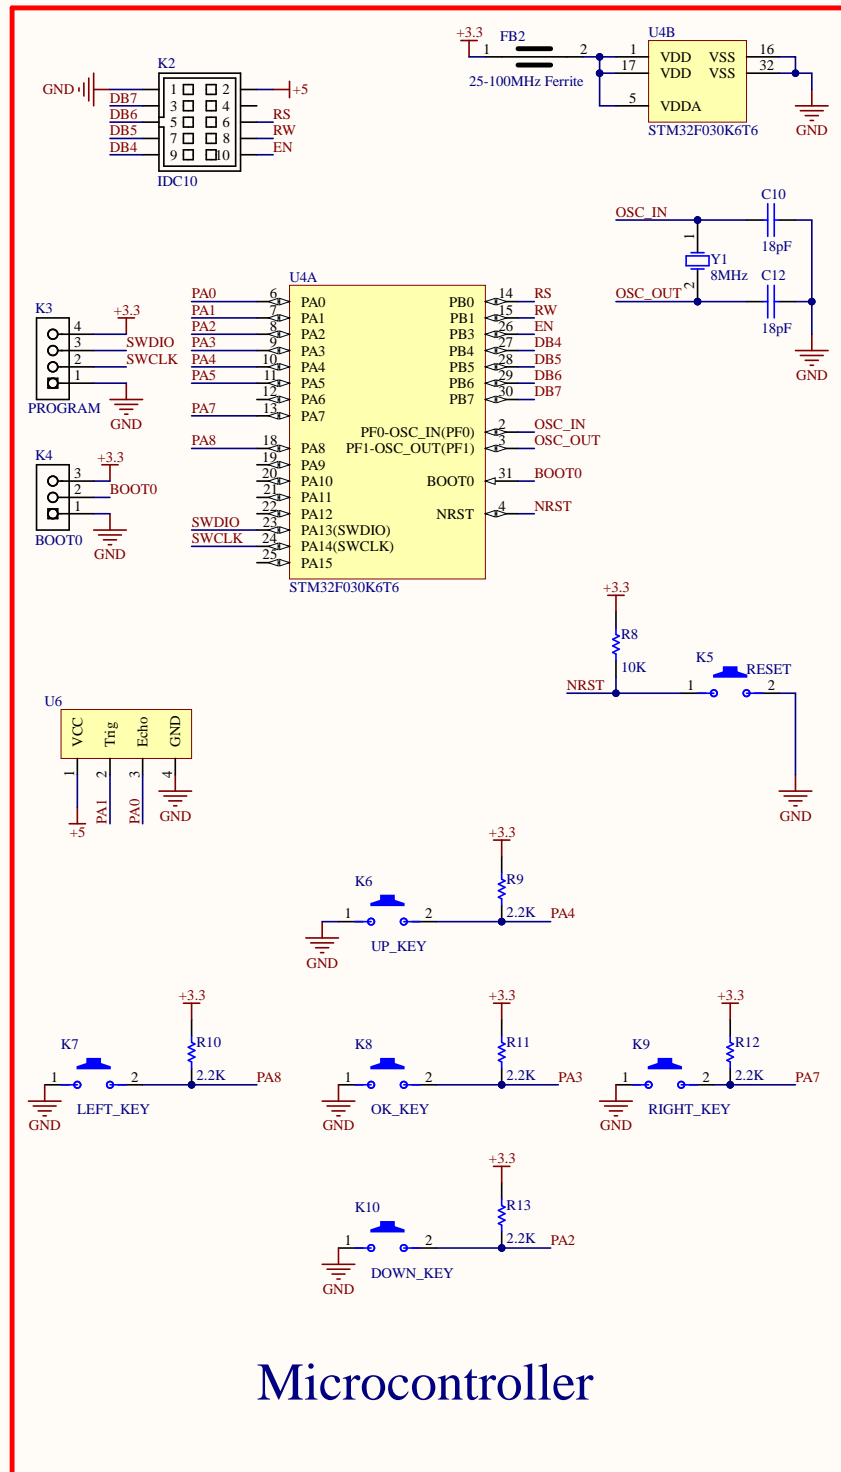 +3.3
FB2
1
2
25-100MHz Ferrite
U4B
1 VDD VSS 16
17 VDD VSS 32
5 VDDA
STM32F030K6T6
GND
K2
GND 1 2 +5
DB7 3 4
DB6 5 6 RS
DB5 7 8 RW
DB4 9 10 EN
IDC10
OSC_IN
C10
18pF
1
Y1
8MHz
2
C12
OSC_OUT
18pF
GND
K3
+3.3
4
3 SWDIO
2 SWCLK
1
PROGRAM
GND
K4
+3.3
3
2 BOOT0
1
BOOT0
GND
U4A
PA0 6 PA0 PB0 14 RS
PA1 7 PA1 PB1 15 RW
PA2 8 PA2 PB3 26 EN
PA3 9 PA3 PB4 27 DB4
PA4 10 PA4 PB5 28 DB5
PA5 11 PA5 PB6 29 DB6
12 PA6 PB7 30 DB7
PA7 13 PA7
PF0-OSC_IN(PF0) 2 OSC_IN
PA8 18 PA8 PF1-OSC_OUT(PF1) 3 OSC_OUT
19 PA9
20 PA10 BOOT0 31 BOOT0
21 PA11
22 PA12 NRST 4 NRST
SWDIO 23 PA13(SWDIO)
SWCLK 24 PA14(SWCLK)
25 PA15
STM32F030K6T6
+3.3
R8
10K
K5
RESET
NRST
1
2
GND
U6
VCC Trig Echo GND
1 2 3 4
+5
PA1
PA0
GND
+3.3
R9
K6
1 2 2.2K PA4
GND
UP_KEY
+3.3
R10
K7
1 2 2.2K PA8
GND
LEFT_KEY
+3.3
R11
K8
1 2 2.2K PA3
GND
OK_KEY
+3.3
R12
K9
1 2 2.2K PA7
GND
RIGHT_KEY
+3.3
R13
K10
1 2 2.2K PA2
GND
DOWN_KEY
Microcontroller